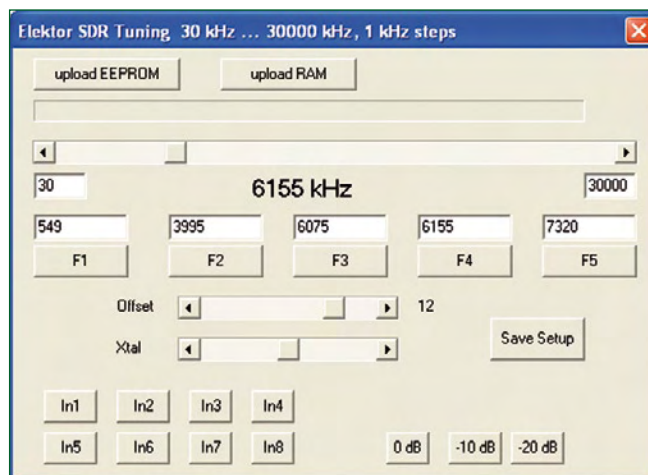 Elektor SDR Tuning 30 kHz ... 30000 kHz, 1 kHz steps
upload EEPROM upload RAM
30 6155 kHz 30000
549 3995 6075 6155 7320
F1 F2 F3 F4 F5
Offset 12
Xtal
Save Setup
In1 In2 In3 In4
In5 In6 In7 In8 0 dB -10 dB -20 dB